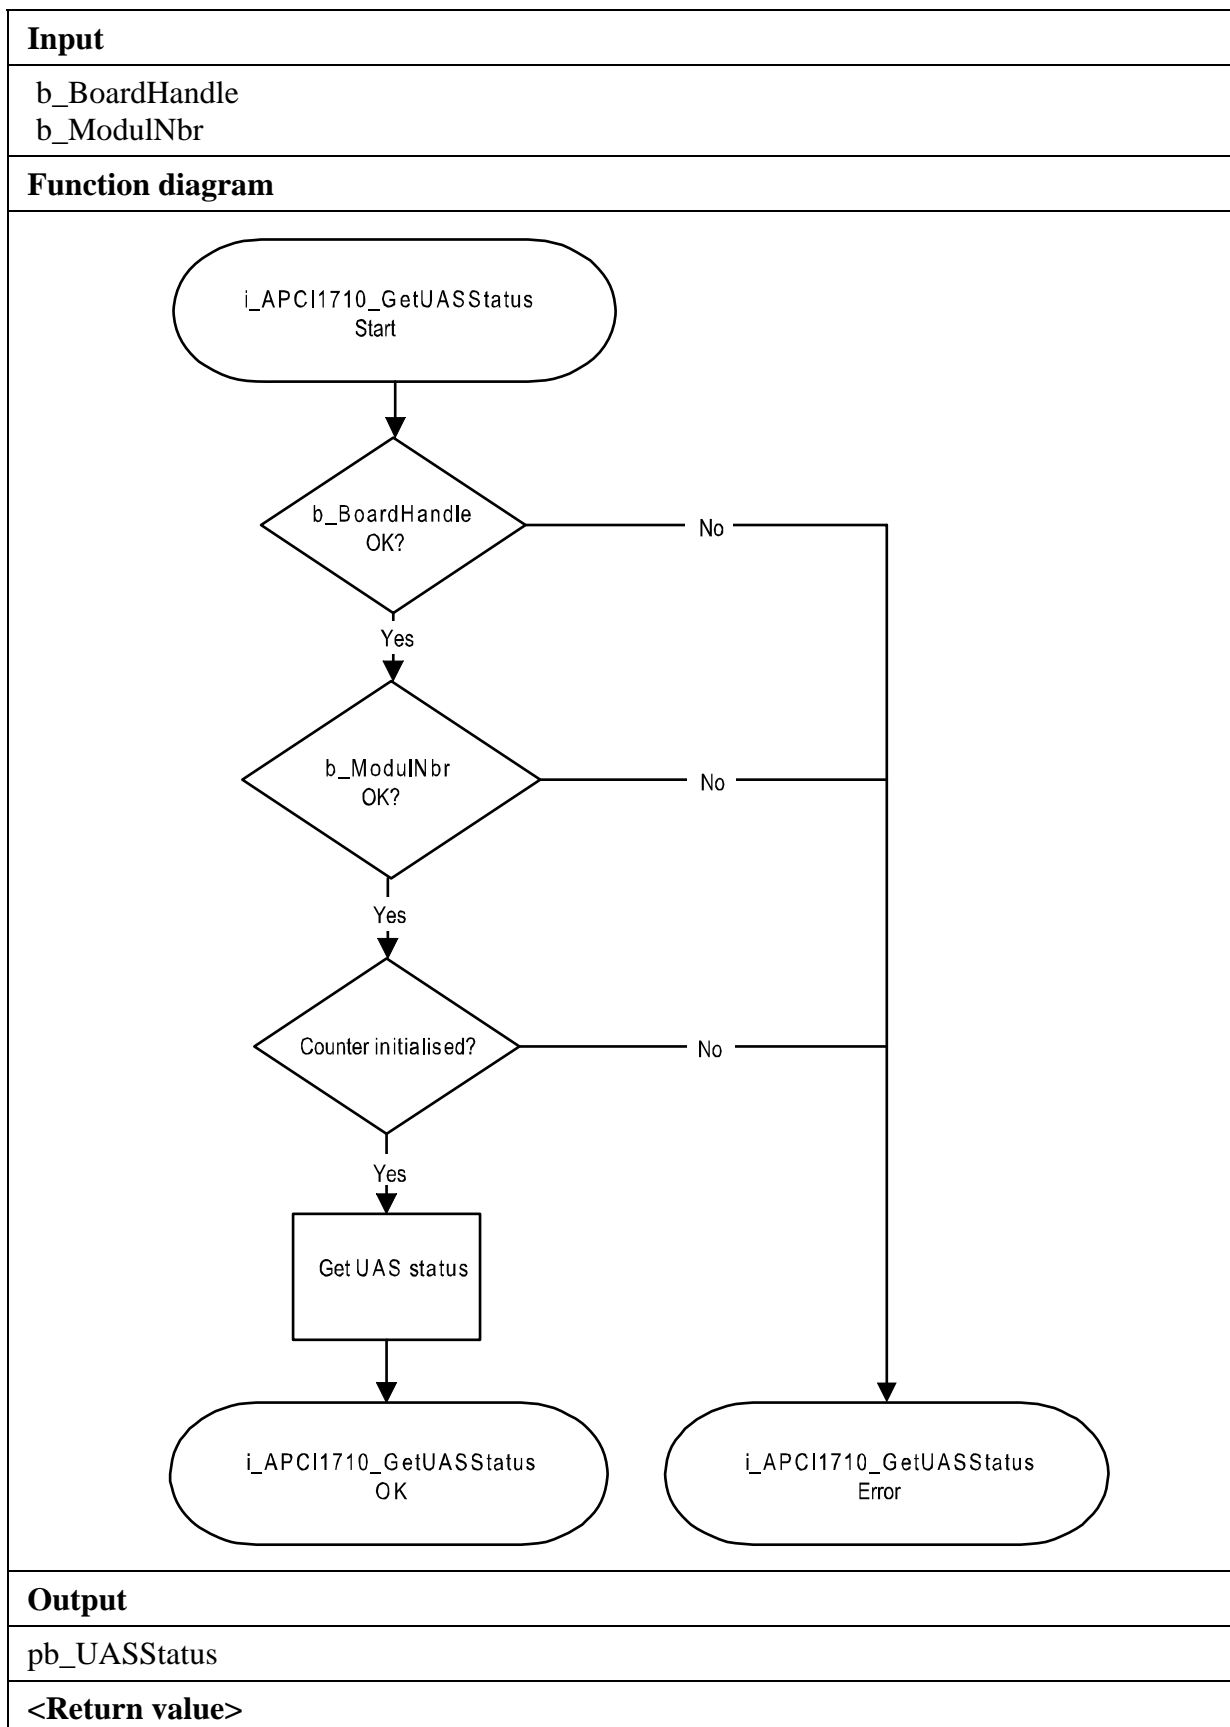 Input
b_BoardHandle
b_ModulNbr
Function diagram
i_APCI1710_GetUASStatus
Start
b_BoardHandle
OK?
No
Yes
b_ModulNbr
OK?
No
Yes
Counter initialised?
No
Yes
Get UAS status
i_APCI1710_GetUASStatus
OK
i_APCI1710_GetUASStatus
Error
Output
pb_UASStatus
<Return value>